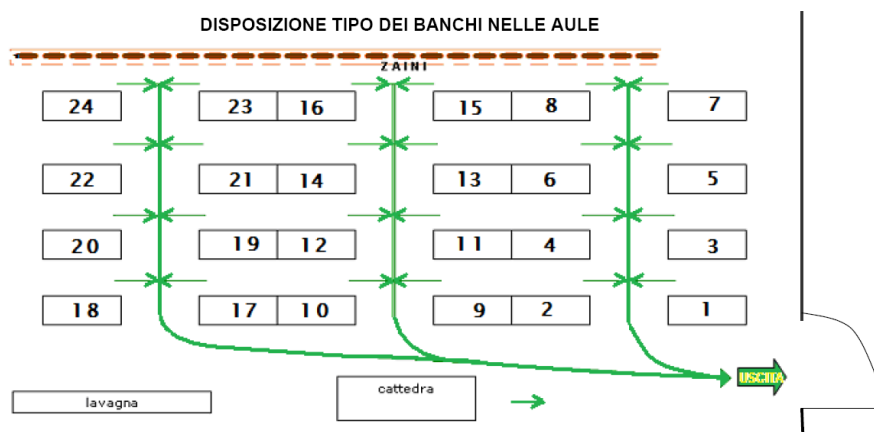 DISPOSIZIONE TIPO DEI BANCHI NELLE AULE
ZAINI
24 23 16 15 8 7
22 21 14 13 6 5
20 19 12 11 4 3
18 17 10 9 2 1
USCITA
cattedra
lavagna